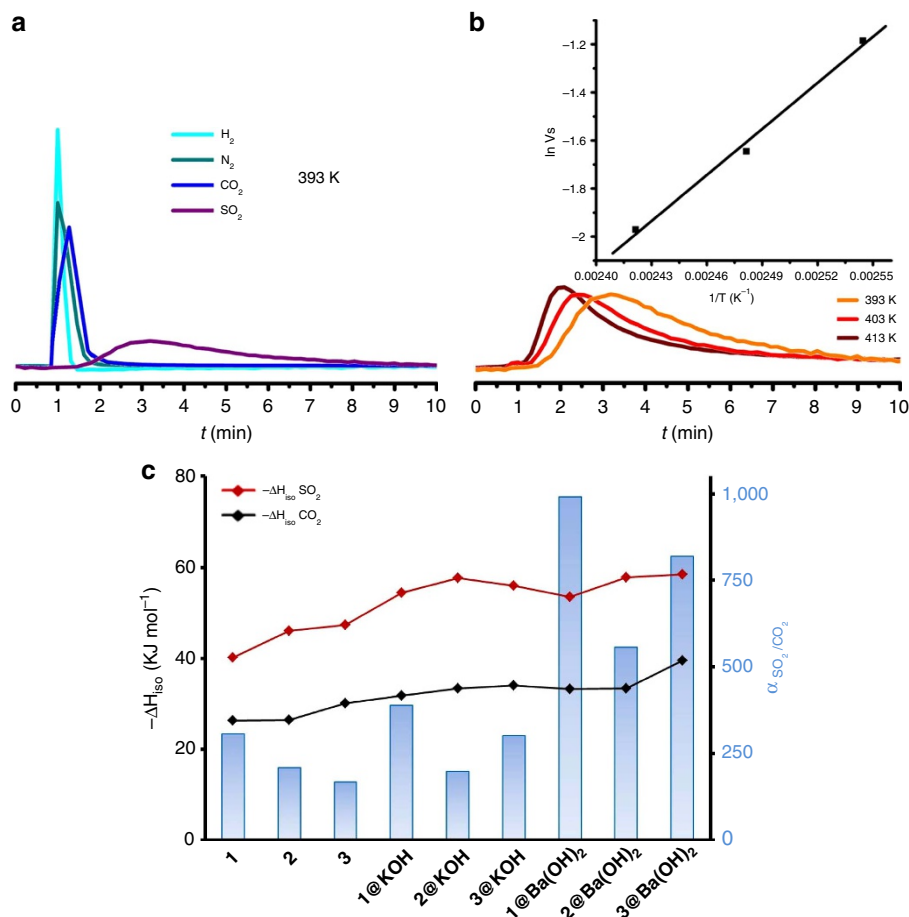 a
H₂
N₂
CO₂
SO₂
393 K
0 1 2 3 4 5 6 7 8 9 10
t (min)
b
ln Vs
−1.2
−1.4
−1.6
−1.8
−2
0.00240 0.00243 0.00246 0.00249 0.00252 0.00255
1/T (K⁻¹)
393 K
403 K
413 K
0 1 2 3 4 5 6 7 8 9 10
t (min)
c
−ΔH_iso SO₂
−ΔH_iso CO₂
−ΔH_iso (KJ mol⁻¹)
80
60
40
20
0
α SO₂/CO₂
1,000
750
500
250
0
1
2
3
1@KOH
2@KOH
3@KOH
1@Ba(OH)₂
2@Ba(OH)₂
3@Ba(OH)₂